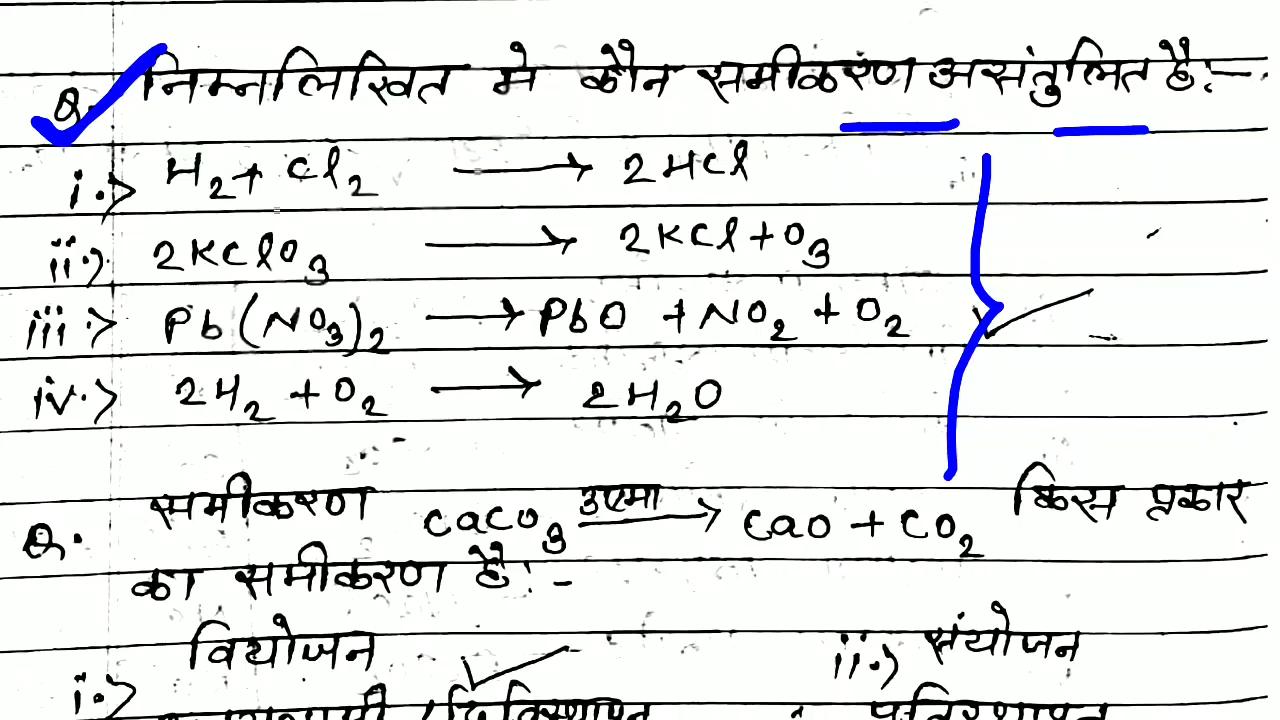 Q. निम्नलिखित मे कौन समीकरण असंतुलित है:-
i.> H₂ + Cl₂ ⟶ 2HCl
ii.> 2KClO₃ ⟶ 2KCl + O₃
iii.> Pb(NO₃)₂ ⟶ PbO + NO₂ + O₂
iv.> 2H₂ + O₂ ⟶ 2H₂O
Q. समीकरण CaCO₃ ऊष्मा⟶ CaO + CO₂ किस प्रकार
का समीकरण है:-
i.> वियोजन ii.> संयोजन